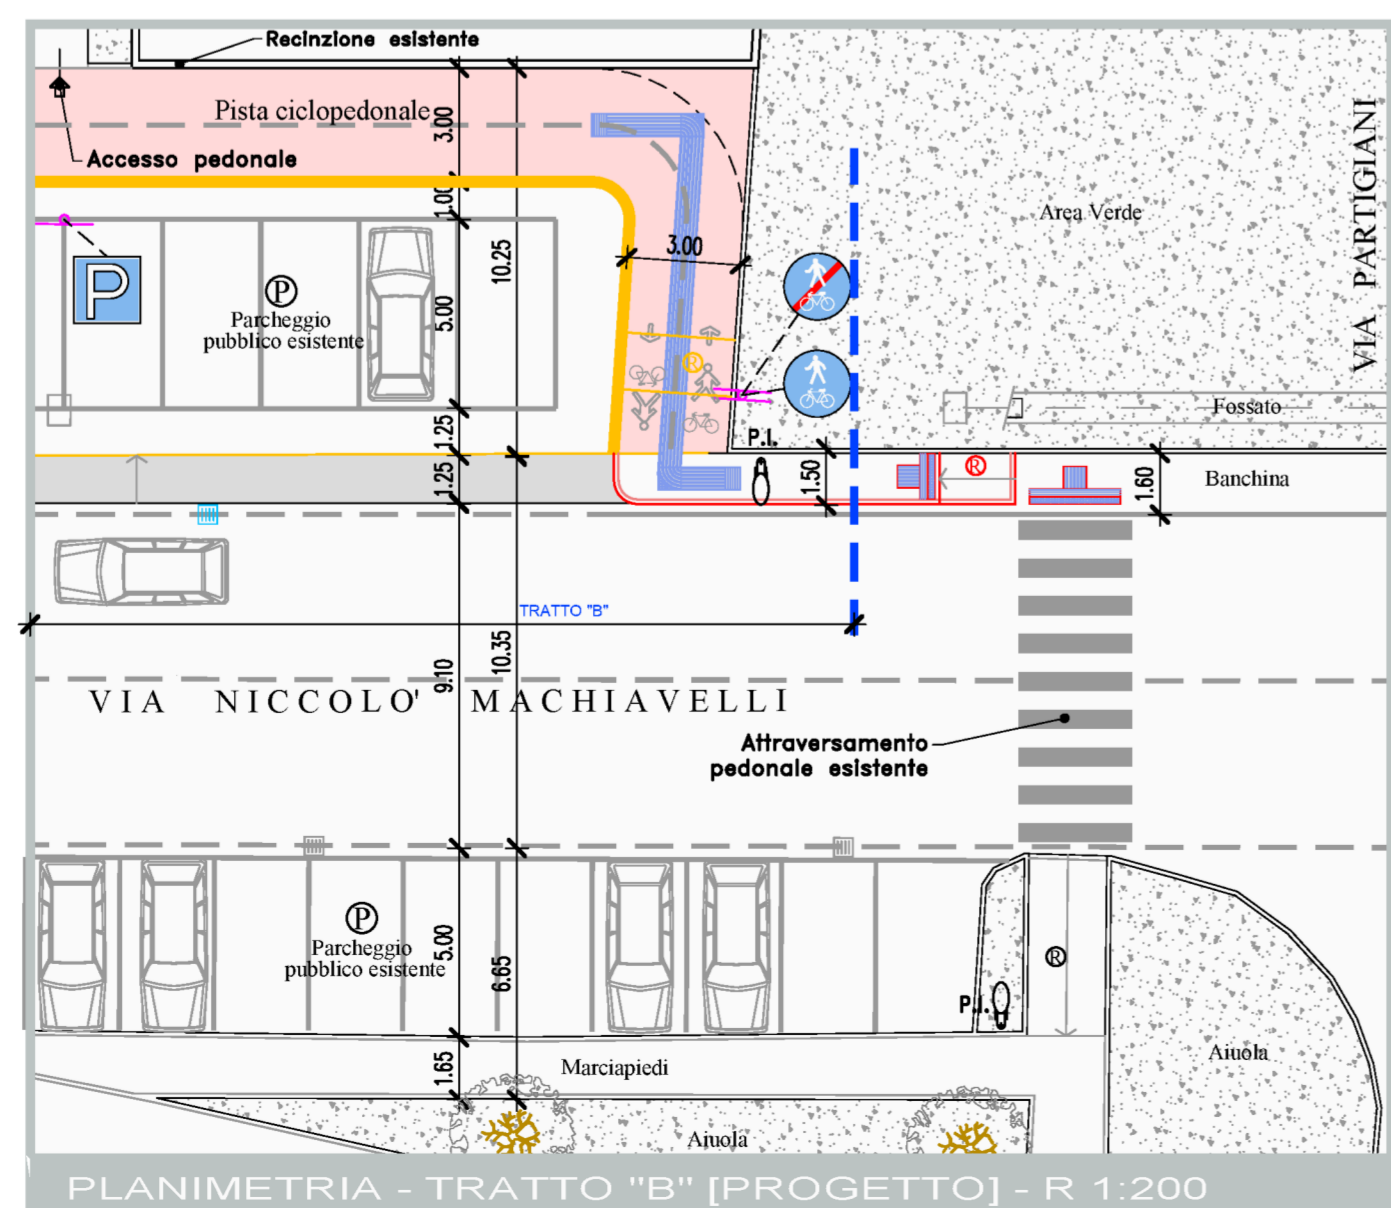 Recinzione esistente
Pista ciclopedonale
3.00
Accesso pedonale
1.00
VIA PARTIGIANI
Area Verde
3.00
10.25
P
P
Parcheggio
pubblico esistente
5.00
R
Fossato
1.25
P.I.
1.25
1.50
R
1.60
Banchina
TRATTO "B"
9.10
10.35
VIA NICCOLO' MACHIAVELLI
Attraversamento
pedonale esistente
P
Parcheggio
pubblico esistente
5.00
6.65
R
P.I.
Marciapiedi
1.65
Aiuola
Aiuola
PLANIMETRIA - TRATTO "B" [PROGETTO] - R 1:200